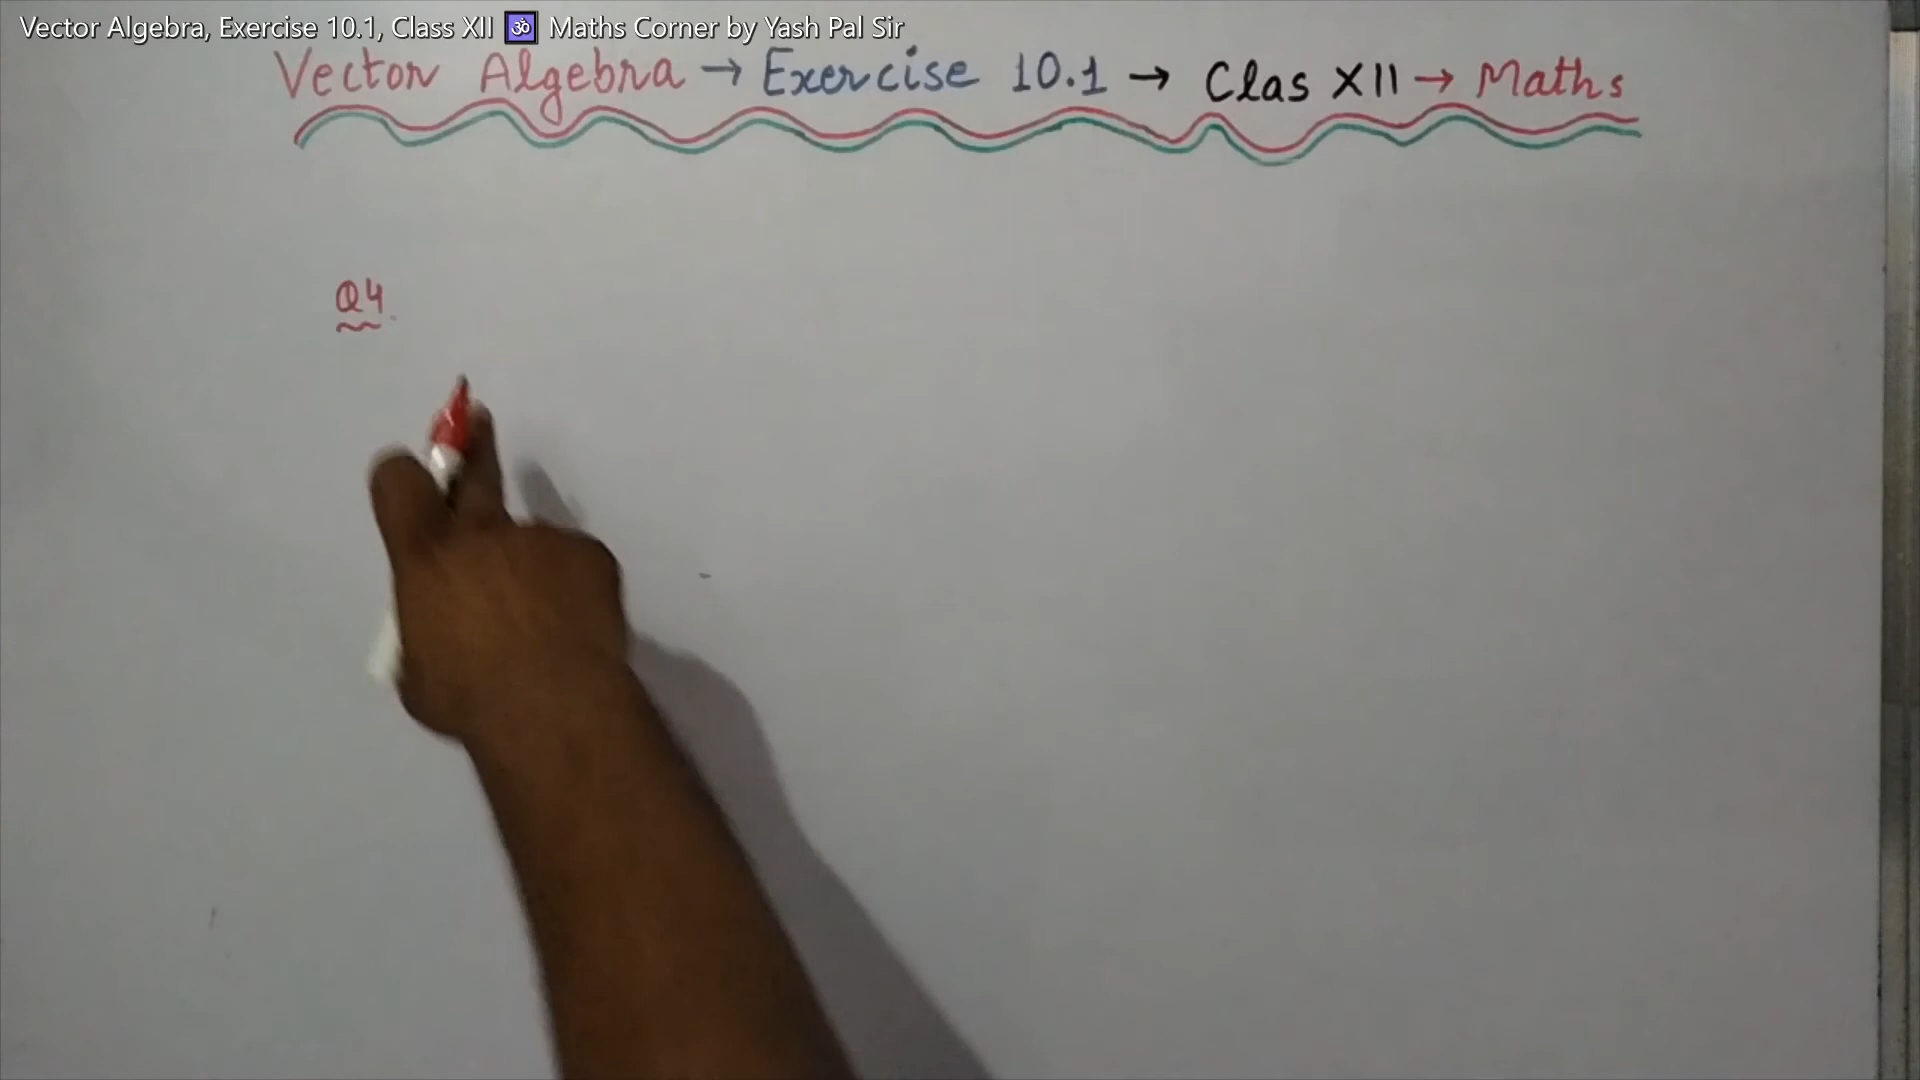 Vector Algebra, Exercise 10.1, Class XII 🕉 Maths Corner by Yash Pal Sir
Vector Algebra → Exercise 10.1 → Clas XII → Maths
Q4.